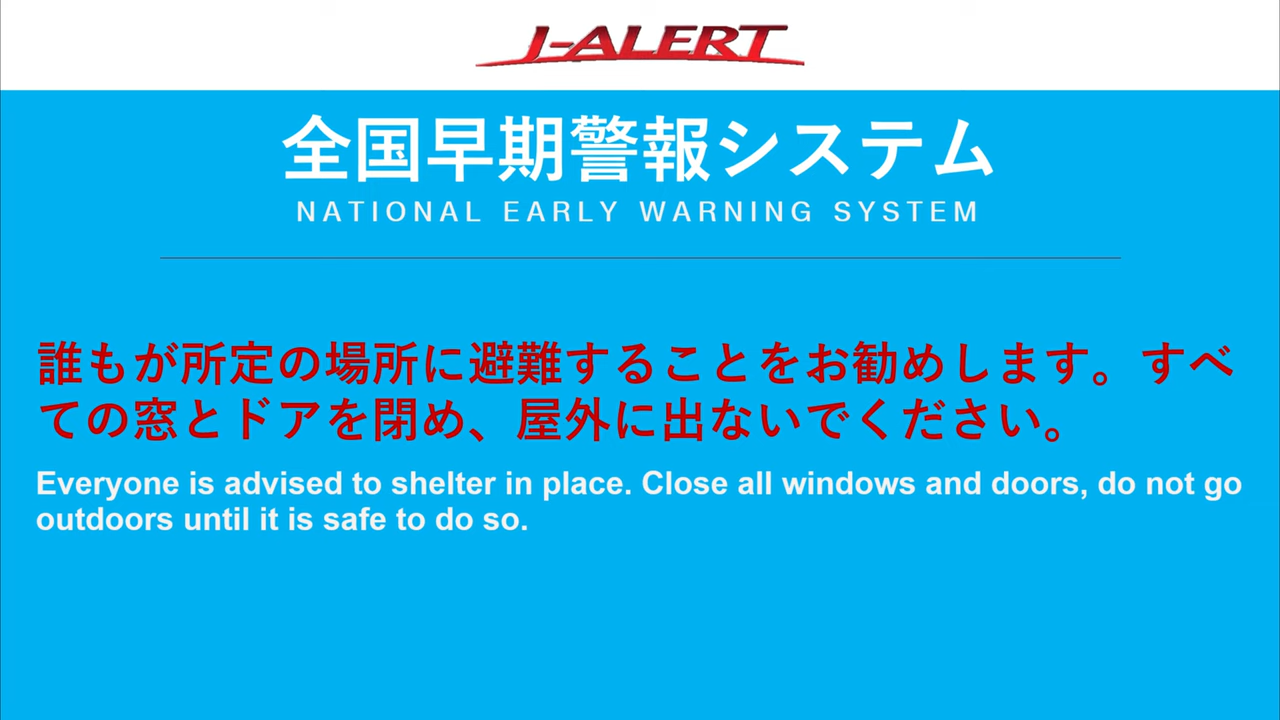 J-ALERT
全国早期警報システム
NATIONAL EARLY WARNING SYSTEM
誰もが所定の場所に避難することをお勧めします。すべ
ての窓とドアを閉め、屋外に出ないでください。
Everyone is advised to shelter in place. Close all windows and doors, do not go
outdoors until it is safe to do so.